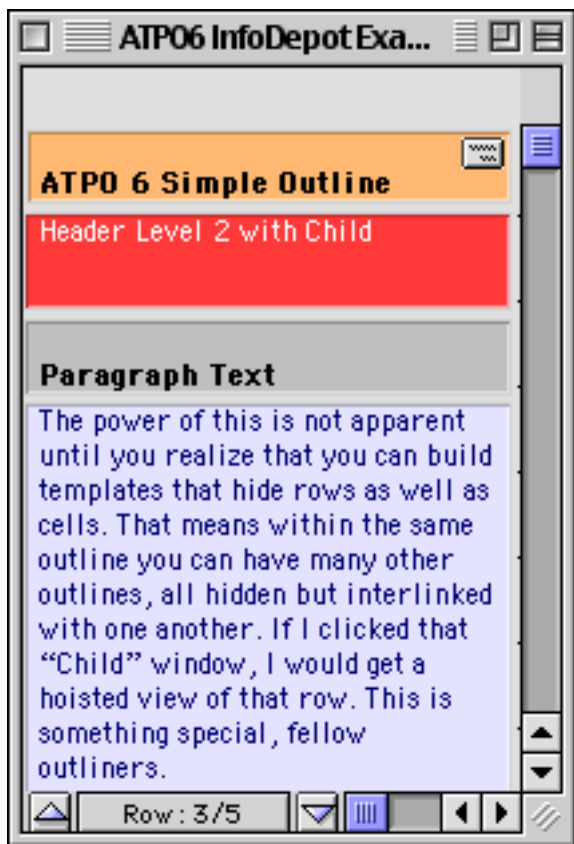 ATPO6 InfoDepot Exa...
ATPO 6 Simple Outline
Header Level 2 with Child
Paragraph Text
The power of this is not apparent
until you realize that you can build
templates that hide rows as well as
cells. That means within the same
outline you can have many other
outlines, all hidden but interlinked
with one another. If I clicked that
“Child” window, I would get a
hoisted view of that row. This is
something special, fellow
outliners.
Row: 3/5